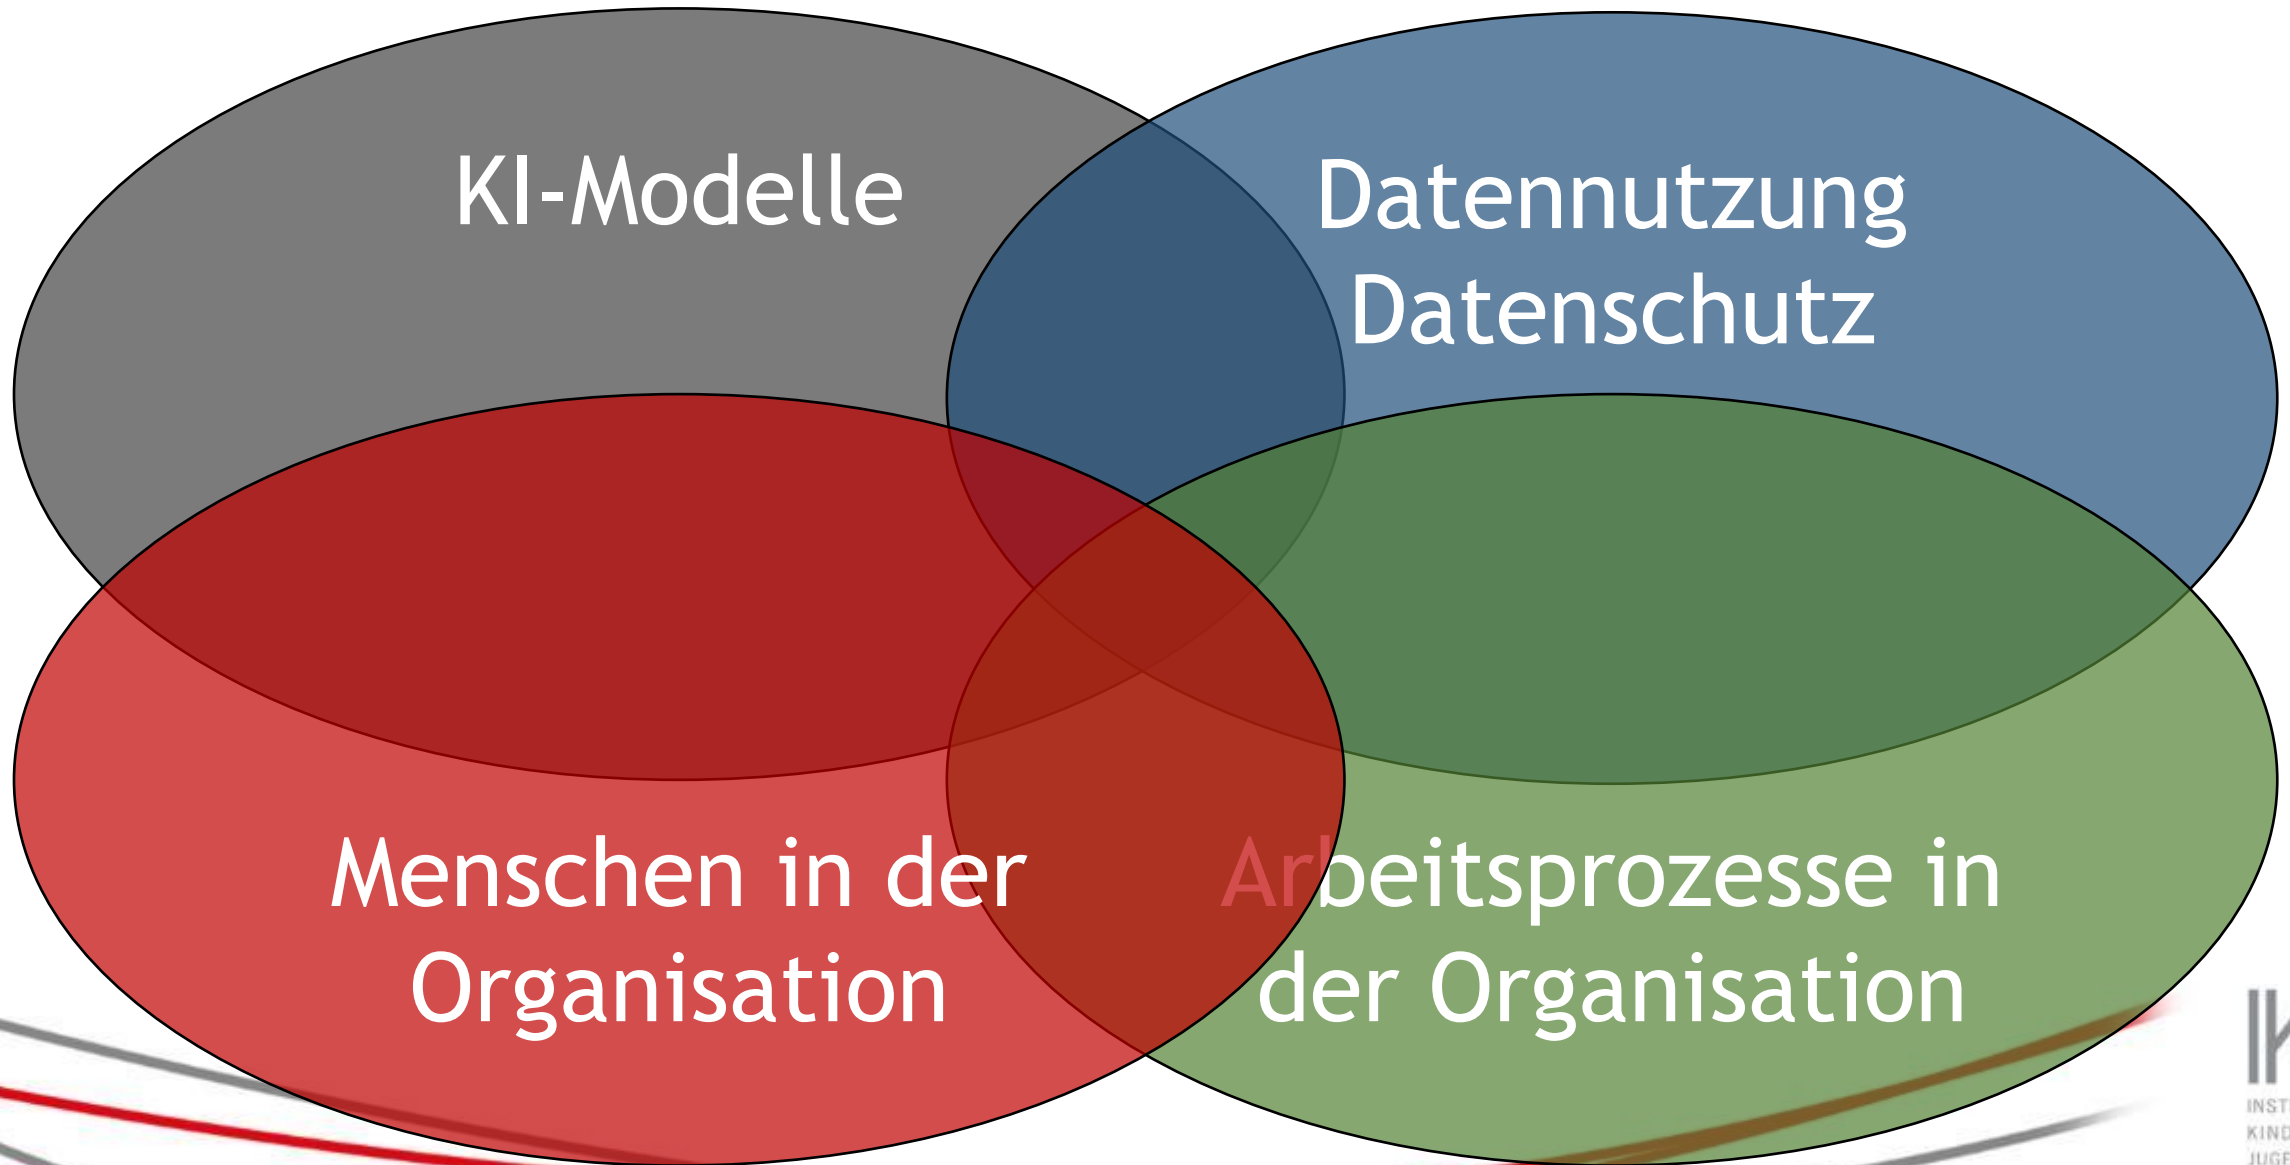 KI-Modelle
Datennutzung
Datenschutz
Menschen in der
Organisation
Arbeitsprozesse in
der Organisation